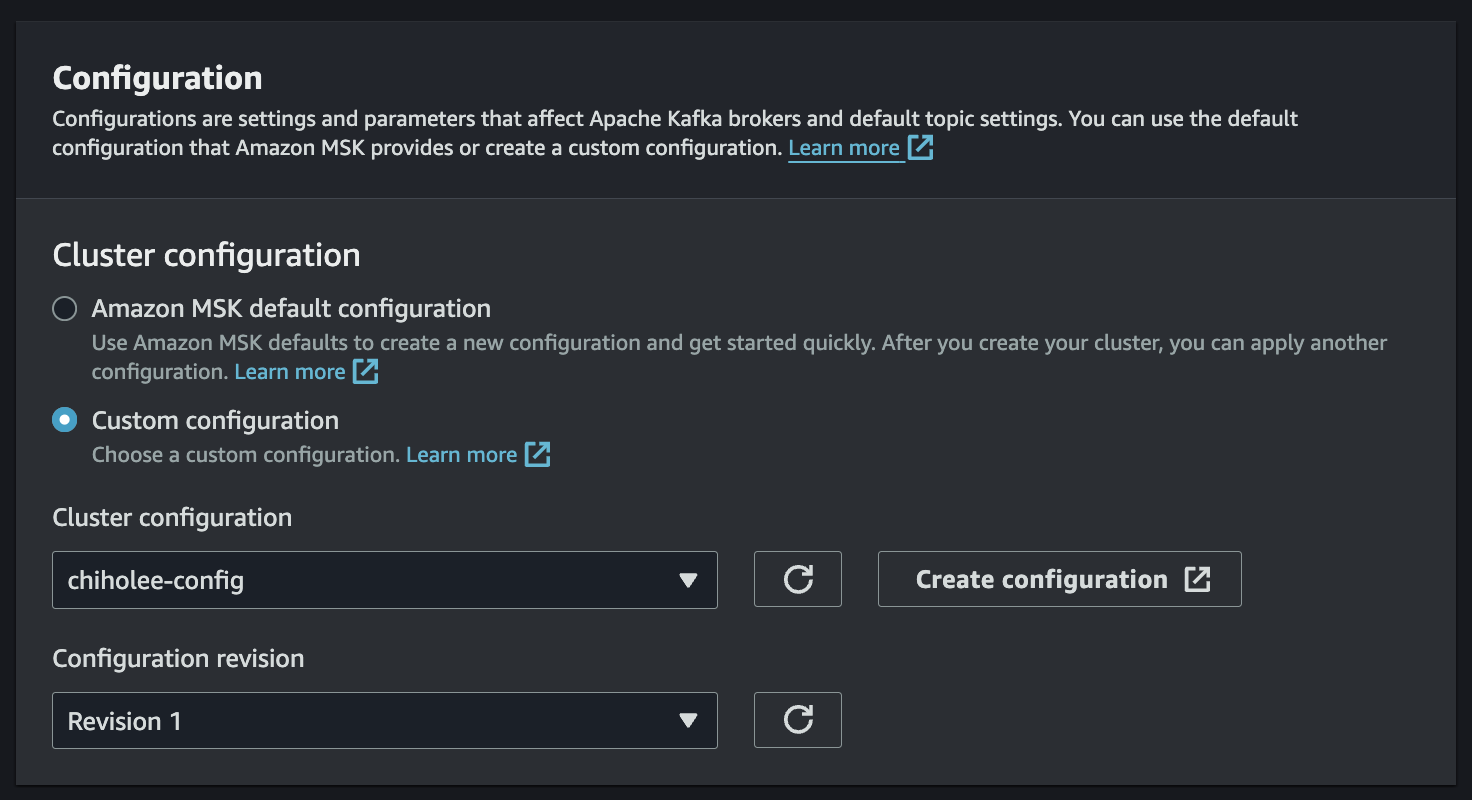 Configuration
Configurations are settings and parameters that affect Apache Kafka brokers and default topic settings. You can use the default
configuration that Amazon MSK provides or create a custom configuration. Learn more
Cluster configuration
Amazon MSK default configuration
Use Amazon MSK defaults to create a new configuration and get started quickly. After you create your cluster, you can apply another
configuration. Learn more
Custom configuration
Choose a custom configuration. Learn more
Cluster configuration
chiholee-config
Create configuration
Configuration revision
Revision 1